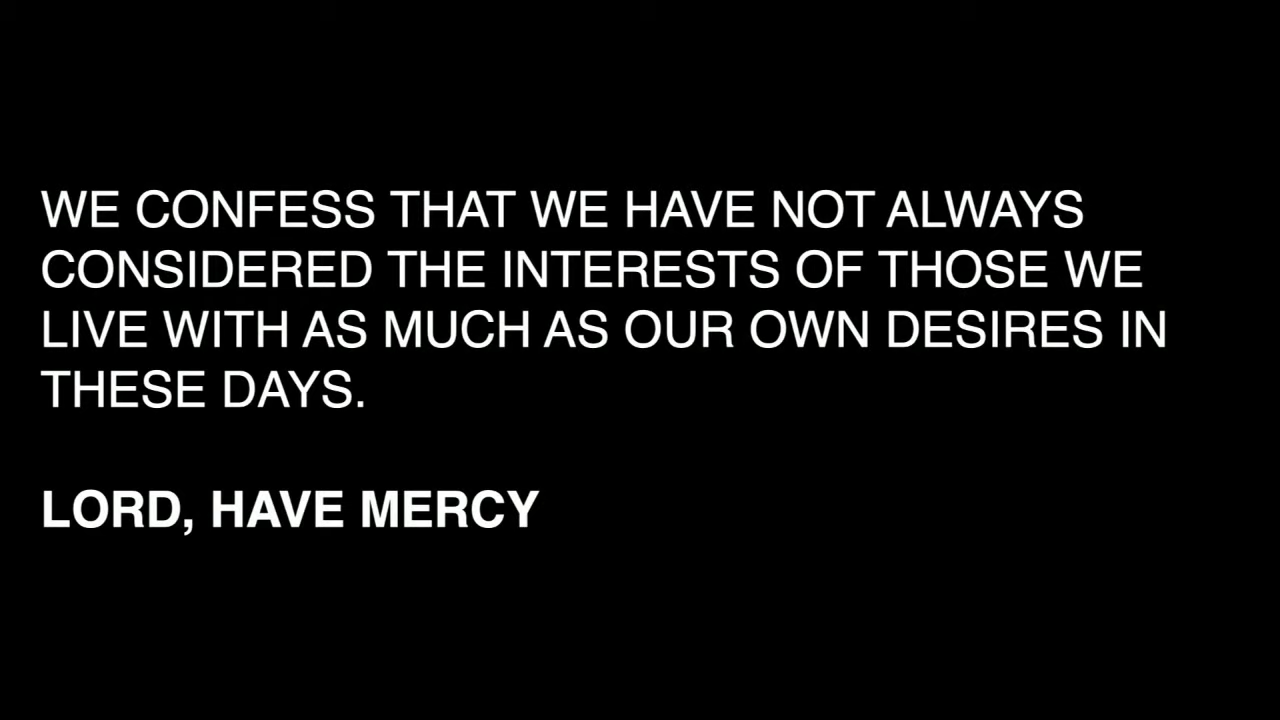 WE CONFESS THAT WE HAVE NOT ALWAYS
CONSIDERED THE INTERESTS OF THOSE WE
LIVE WITH AS MUCH AS OUR OWN DESIRES IN
THESE DAYS.
LORD, HAVE MERCY